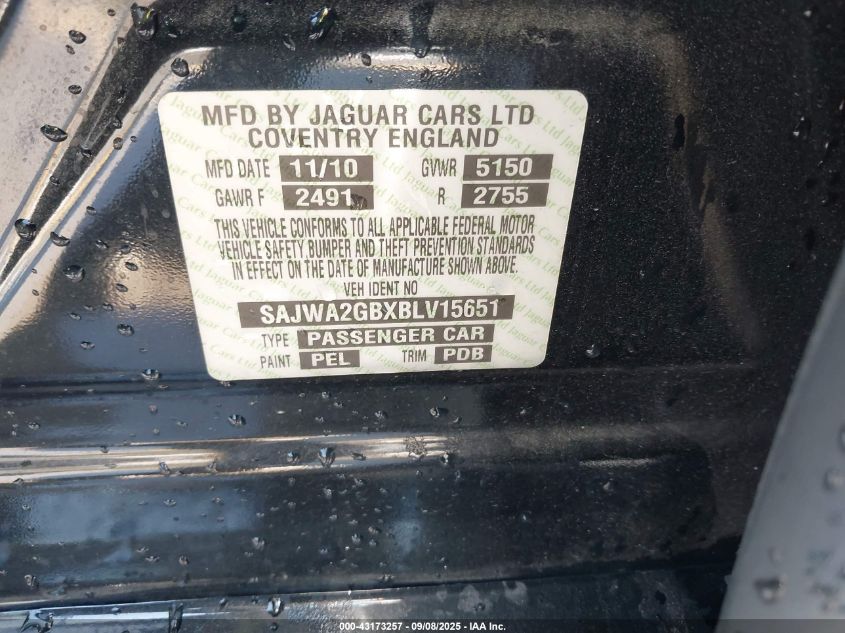 MFD BY JAGUAR CARS LTD
COVENTRY ENGLAND
MFD DATE 11/10 GVWR 5150
GAWR F 2491 R 2755
THIS VEHICLE CONFORMS TO ALL APPLICABLE FEDERAL MOTOR
VEHICLE SAFETY, BUMPER AND THEFT PREVENTION STANDARDS
IN EFFECT ON THE DATE OF MANUFACTURE SHOWN ABOVE.
VEH IDENT NO
SAJWA2GBXBLV15651
TYPE PASSENGER CAR
PAINT PEL TRIM PDB
000-43173257 - 09/08/2025 - IAA Inc.